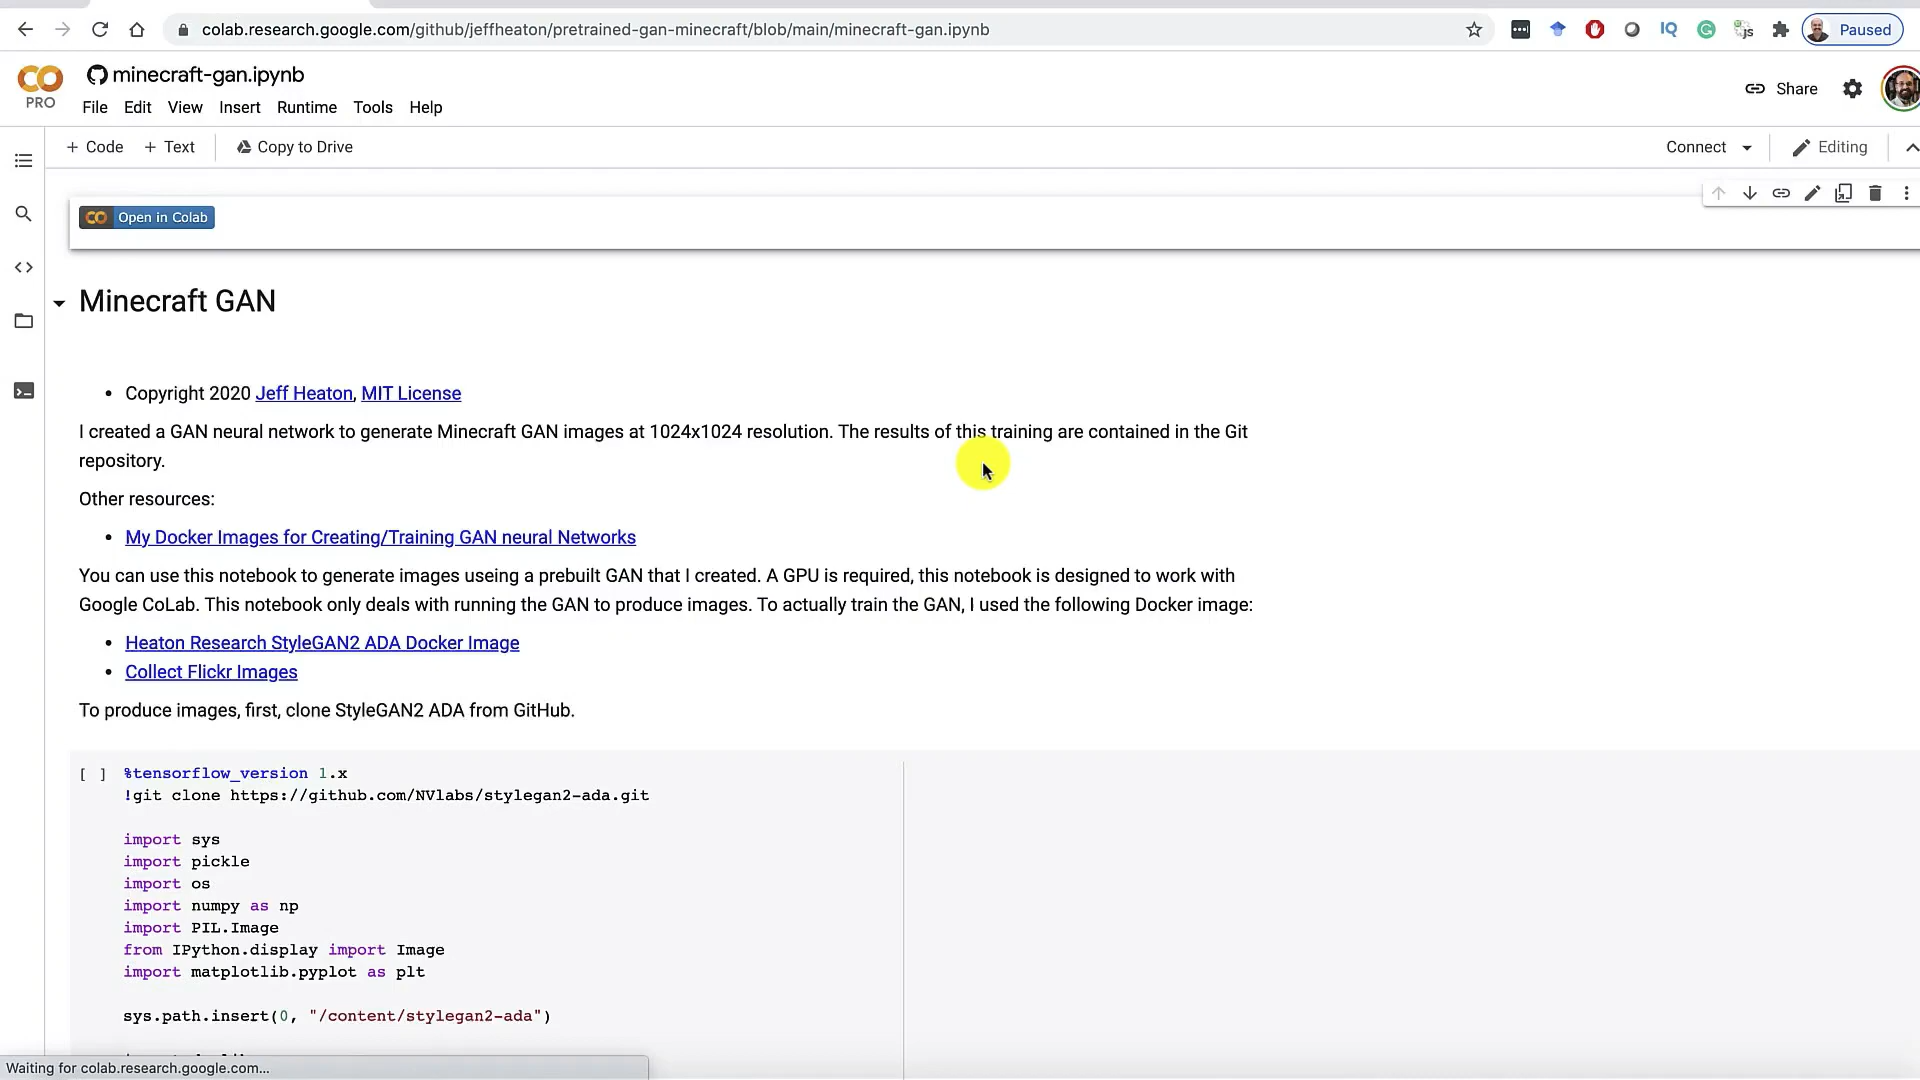 colab.research.google.com/github/jeffheaton/pretrained-gan-minecraft/blob/main/minecraft-gan.ipynb
IQ
js
Paused
PRO
minecraft-gan.ipynb
File Edit View Insert Runtime Tools Help
Share
+ Code + Text Copy to Drive
Connect
Editing
Open in Colab
Minecraft GAN
• Copyright 2020 Jeff Heaton, MIT License
I created a GAN neural network to generate Minecraft GAN images at 1024x1024 resolution. The results of this training are contained in the Git
repository.
Other resources:
• My Docker Images for Creating/Training GAN neural Networks
You can use this notebook to generate images useing a prebuilt GAN that I created. A GPU is required, this notebook is designed to work with
Google CoLab. This notebook only deals with running the GAN to produce images. To actually train the GAN, I used the following Docker image:
• Heaton Research StyleGAN2 ADA Docker Image
• Collect Flickr Images
To produce images, first, clone StyleGAN2 ADA from GitHub.
[ ] %tensorflow_version 1.x
!git clone https://github.com/NVlabs/stylegan2-ada.git
import sys
import pickle
import os
import numpy as np
import PIL.Image
from IPython.display import Image
import matplotlib.pyplot as plt
sys.path.insert(0, "/content/stylegan2-ada")
Waiting for colab.research.google.com...